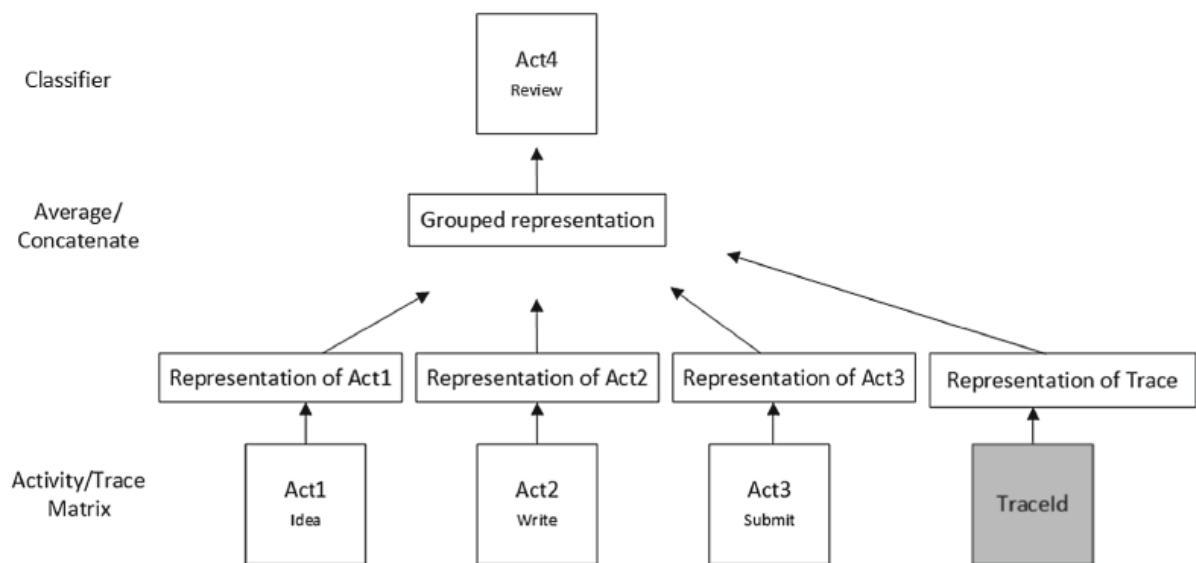 Classifier
Act4
Review
Average/
Concatenate
Grouped representation
Representation of Act1
Representation of Act2
Representation of Act3
Representation of Trace
Activity/Trace
Matrix
Act1
Idea
Act2
Write
Act3
Submit
TraceId